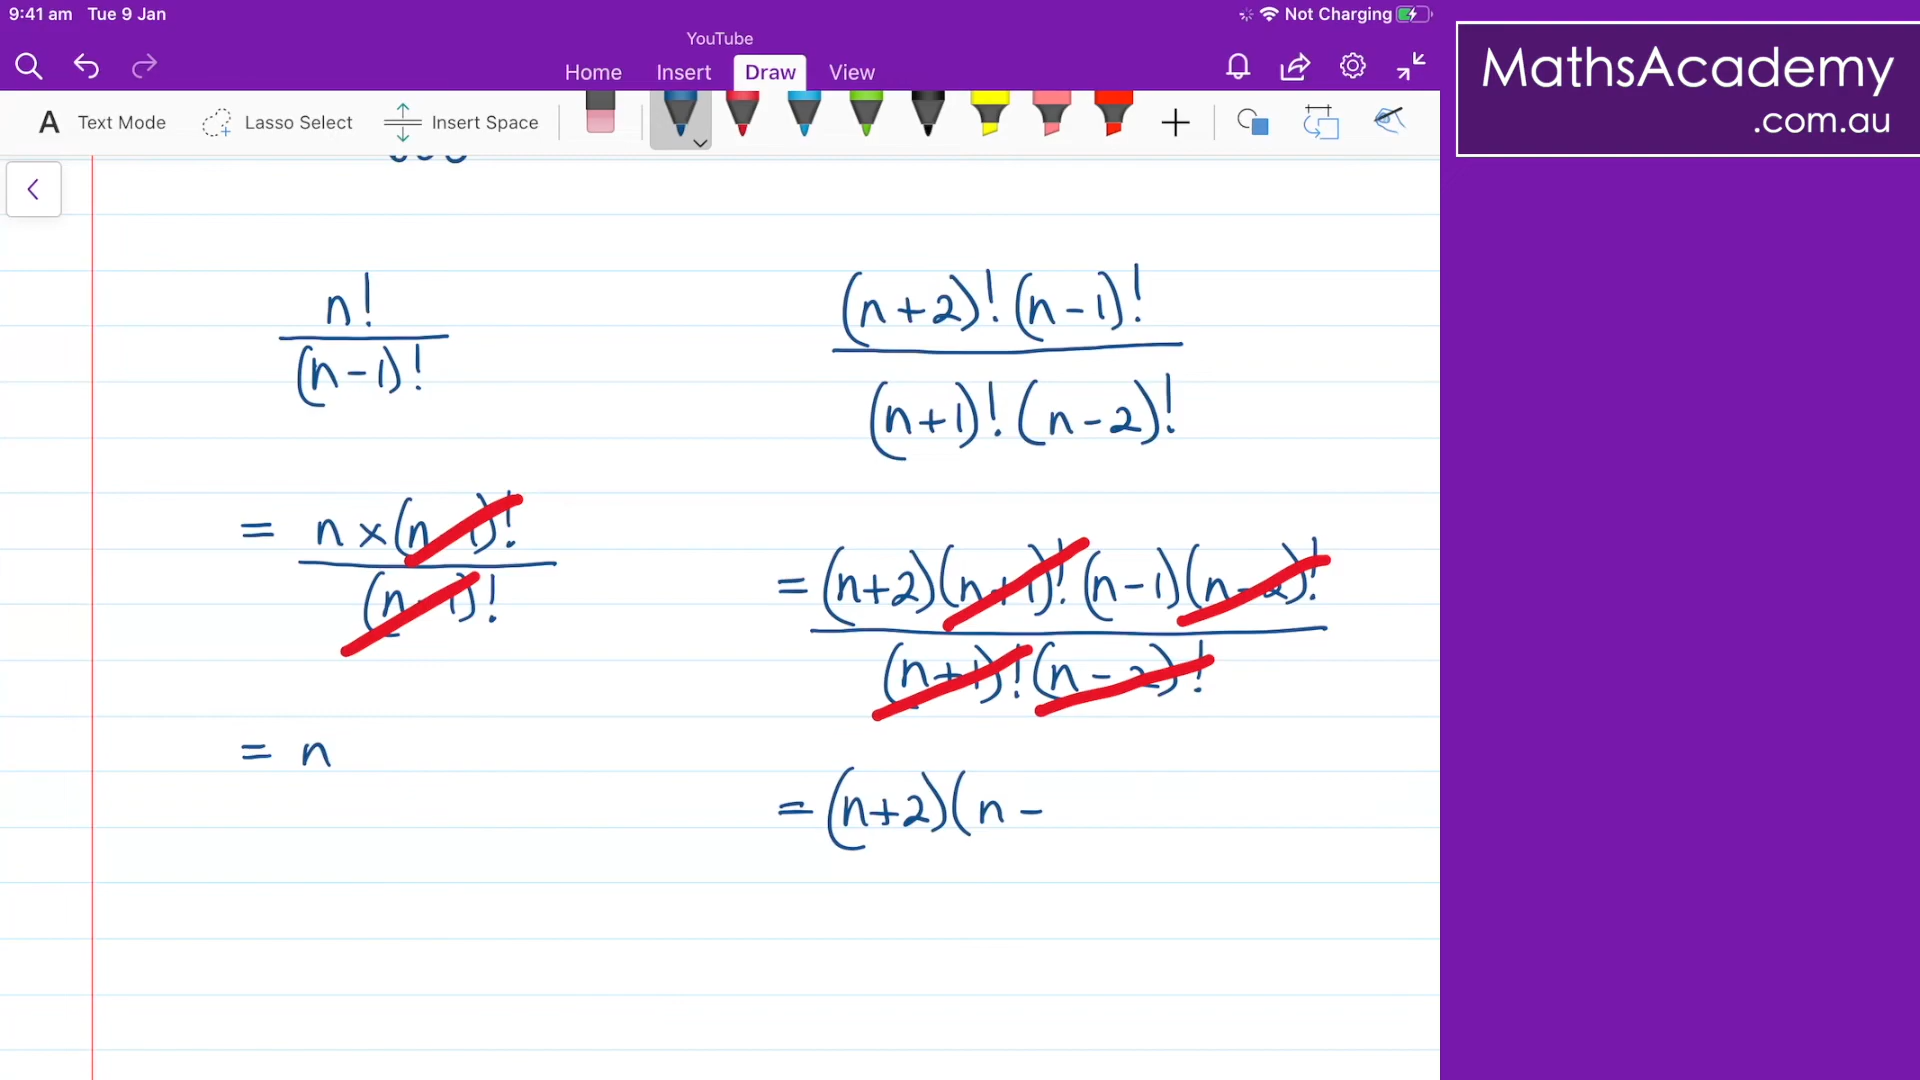 9:41 am Tue 9 Jan
Not Charging
YouTube
Home Insert Draw View
A Text Mode Lasso Select Insert Space
MathsAcademy
.com.au
n!
(n-1)!
= n×(n-1)!
(n-1)!
= n
(n+2)!(n-1)!
(n+1)!(n-2)!
=(n+2)(n+1)!(n-1)(n-2)!
(n+1)!(n-2)!
=(n+2)(n-